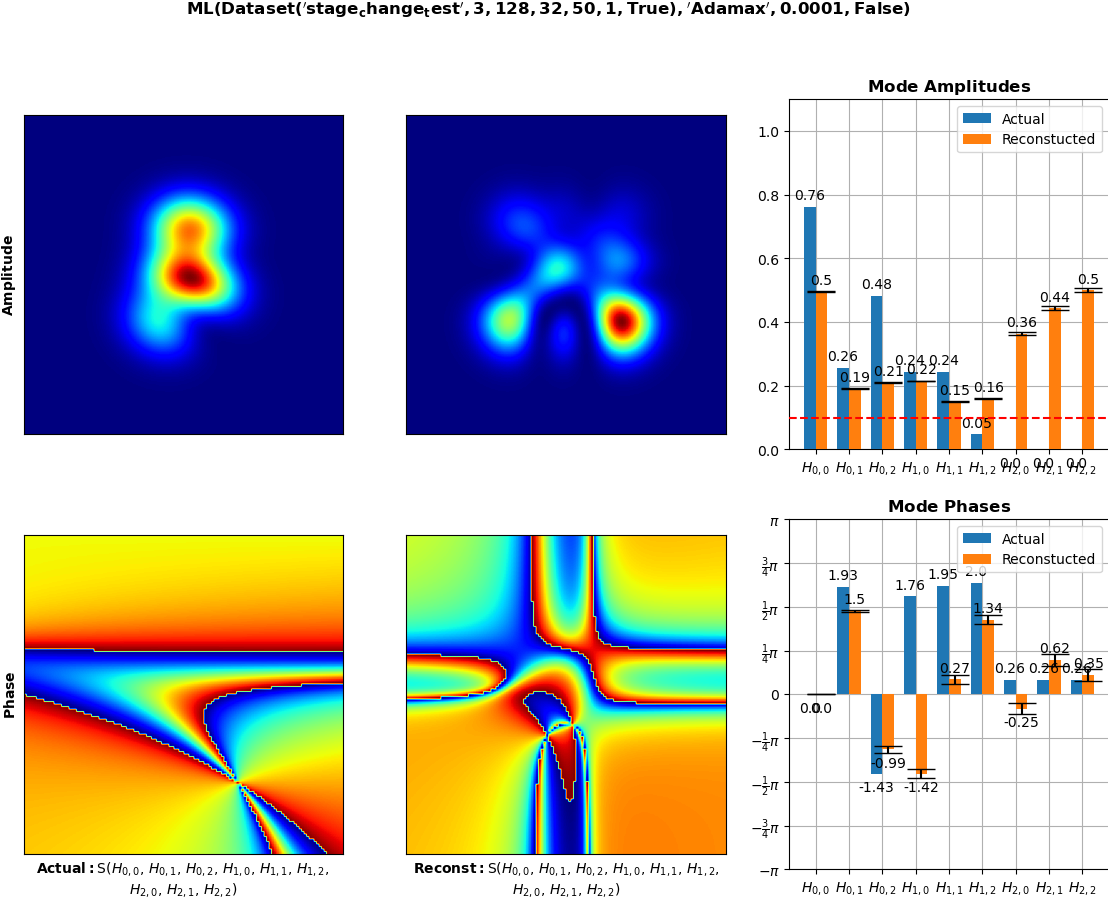 ML(Dataset('stage_change_test', 3, 128, 32, 50, 1, True), 'Adamax', 0.0001, False)
Amplitude
Mode Amplitudes
Actual
Reconstucted
1.0
0.8
0.6
0.4
0.2
0.0
0.76
0.5
0.26
0.19
0.48
0.21
0.24
0.22
0.24
0.15
0.05
0.16
0.0
0.36
0.0
0.44
0.0
0.5
H0,0 H0,1 H0,2 H1,0 H1,1 H1,2 H2,0 H2,1 H2,2
Phase
Mode Phases
Actual
Reconstucted
π
3/4π
1/2π
1/4π
0
−1/4π
−1/2π
−3/4π
−π
0.0
0.0
1.93
1.5
-1.43
-0.99
1.76
-1.42
1.95
0.27
2.0
1.34
0.26
-0.25
0.26
0.62
0.26
0.35
H0,0 H0,1 H0,2 H1,0 H1,1 H1,2 H2,0 H2,1 H2,2
Actual: S(H0,0, H0,1, H0,2, H1,0, H1,1, H1,2,
H2,0, H2,1, H2,2)
Reconst: S(H0,0, H0,1, H0,2, H1,0, H1,1, H1,2,
H2,0, H2,1, H2,2)